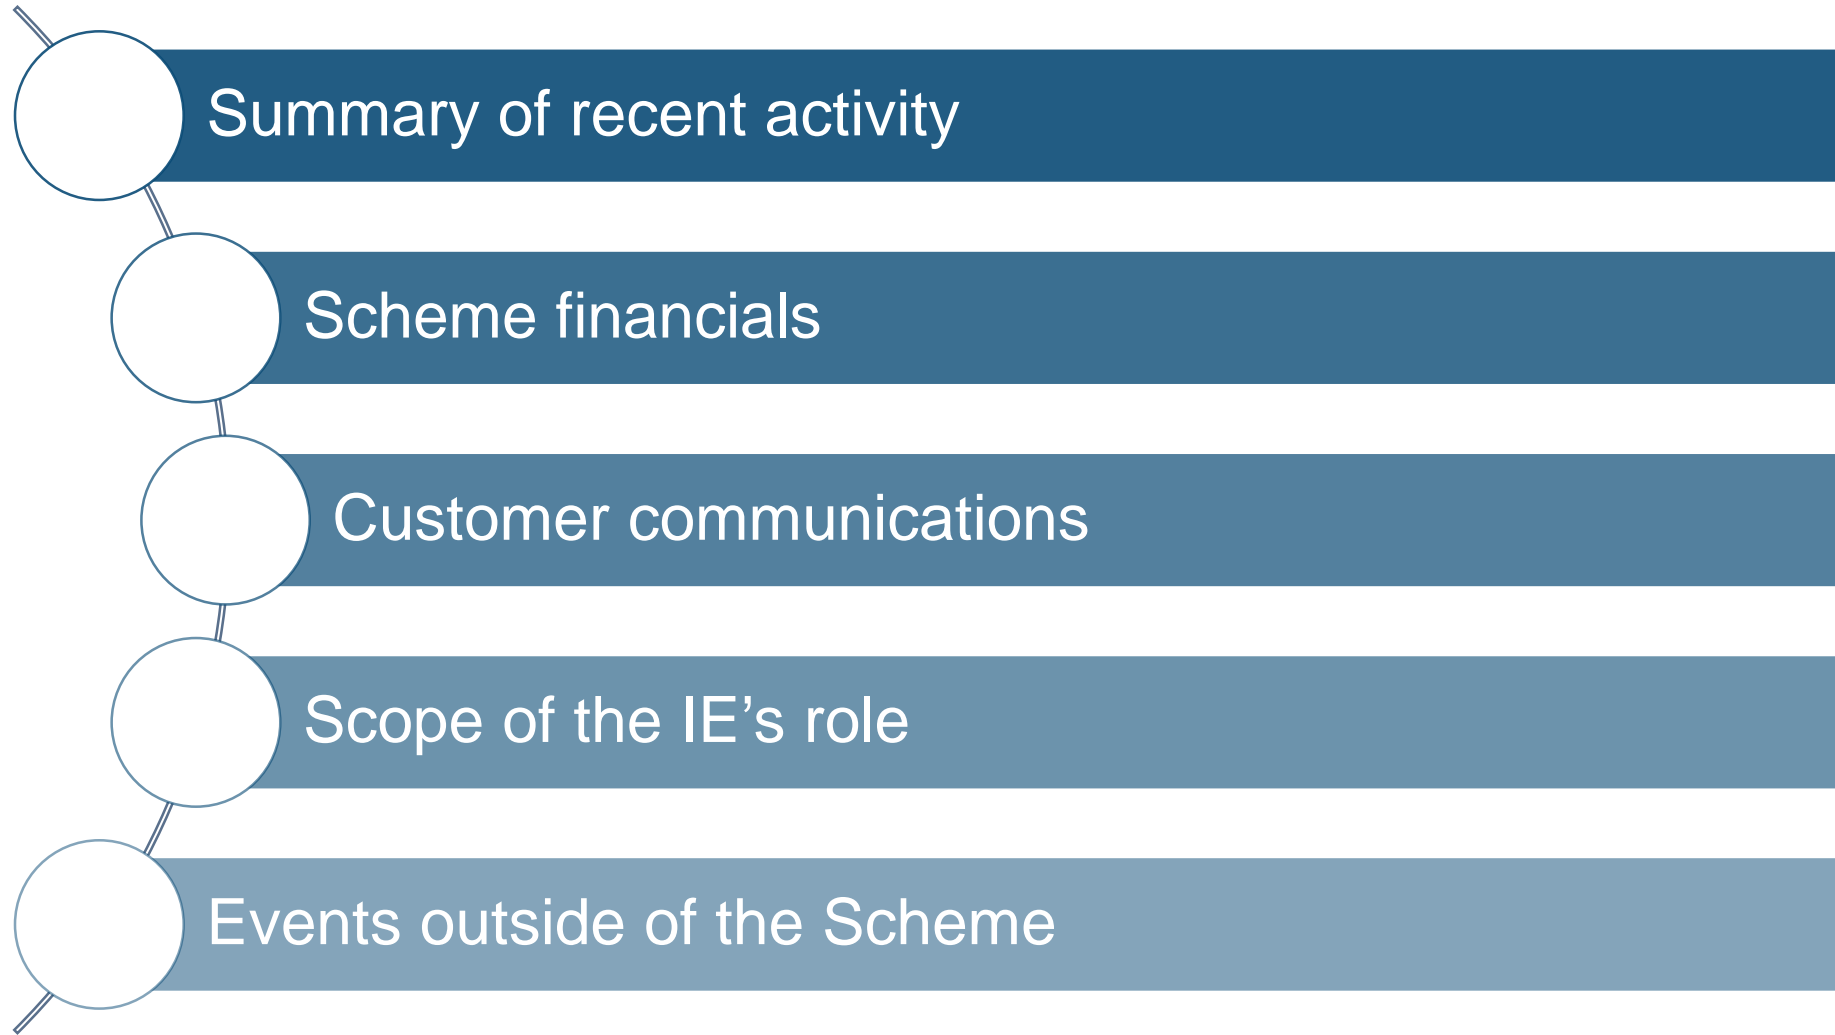 Summary of recent activity
Scheme financials
Customer communications
Scope of the IE’s role
Events outside of the Scheme